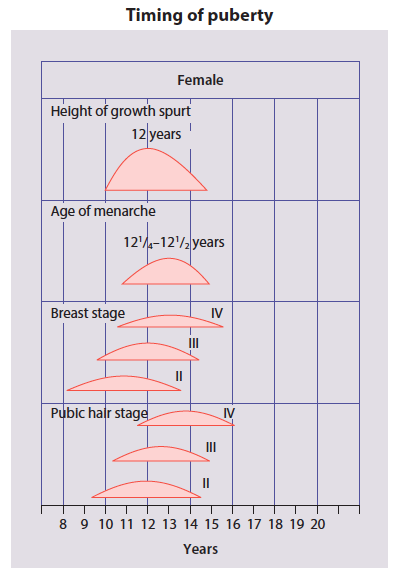 Timing of puberty
Female
Height of growth spurt
12 years
Age of menarche
12¹/₄–12¹/₂ years
Breast stage
IV
III
II
Pubic hair stage
IV
III
II
8 9 10 11 12 13 14 15 16 17 18 19 20
Years